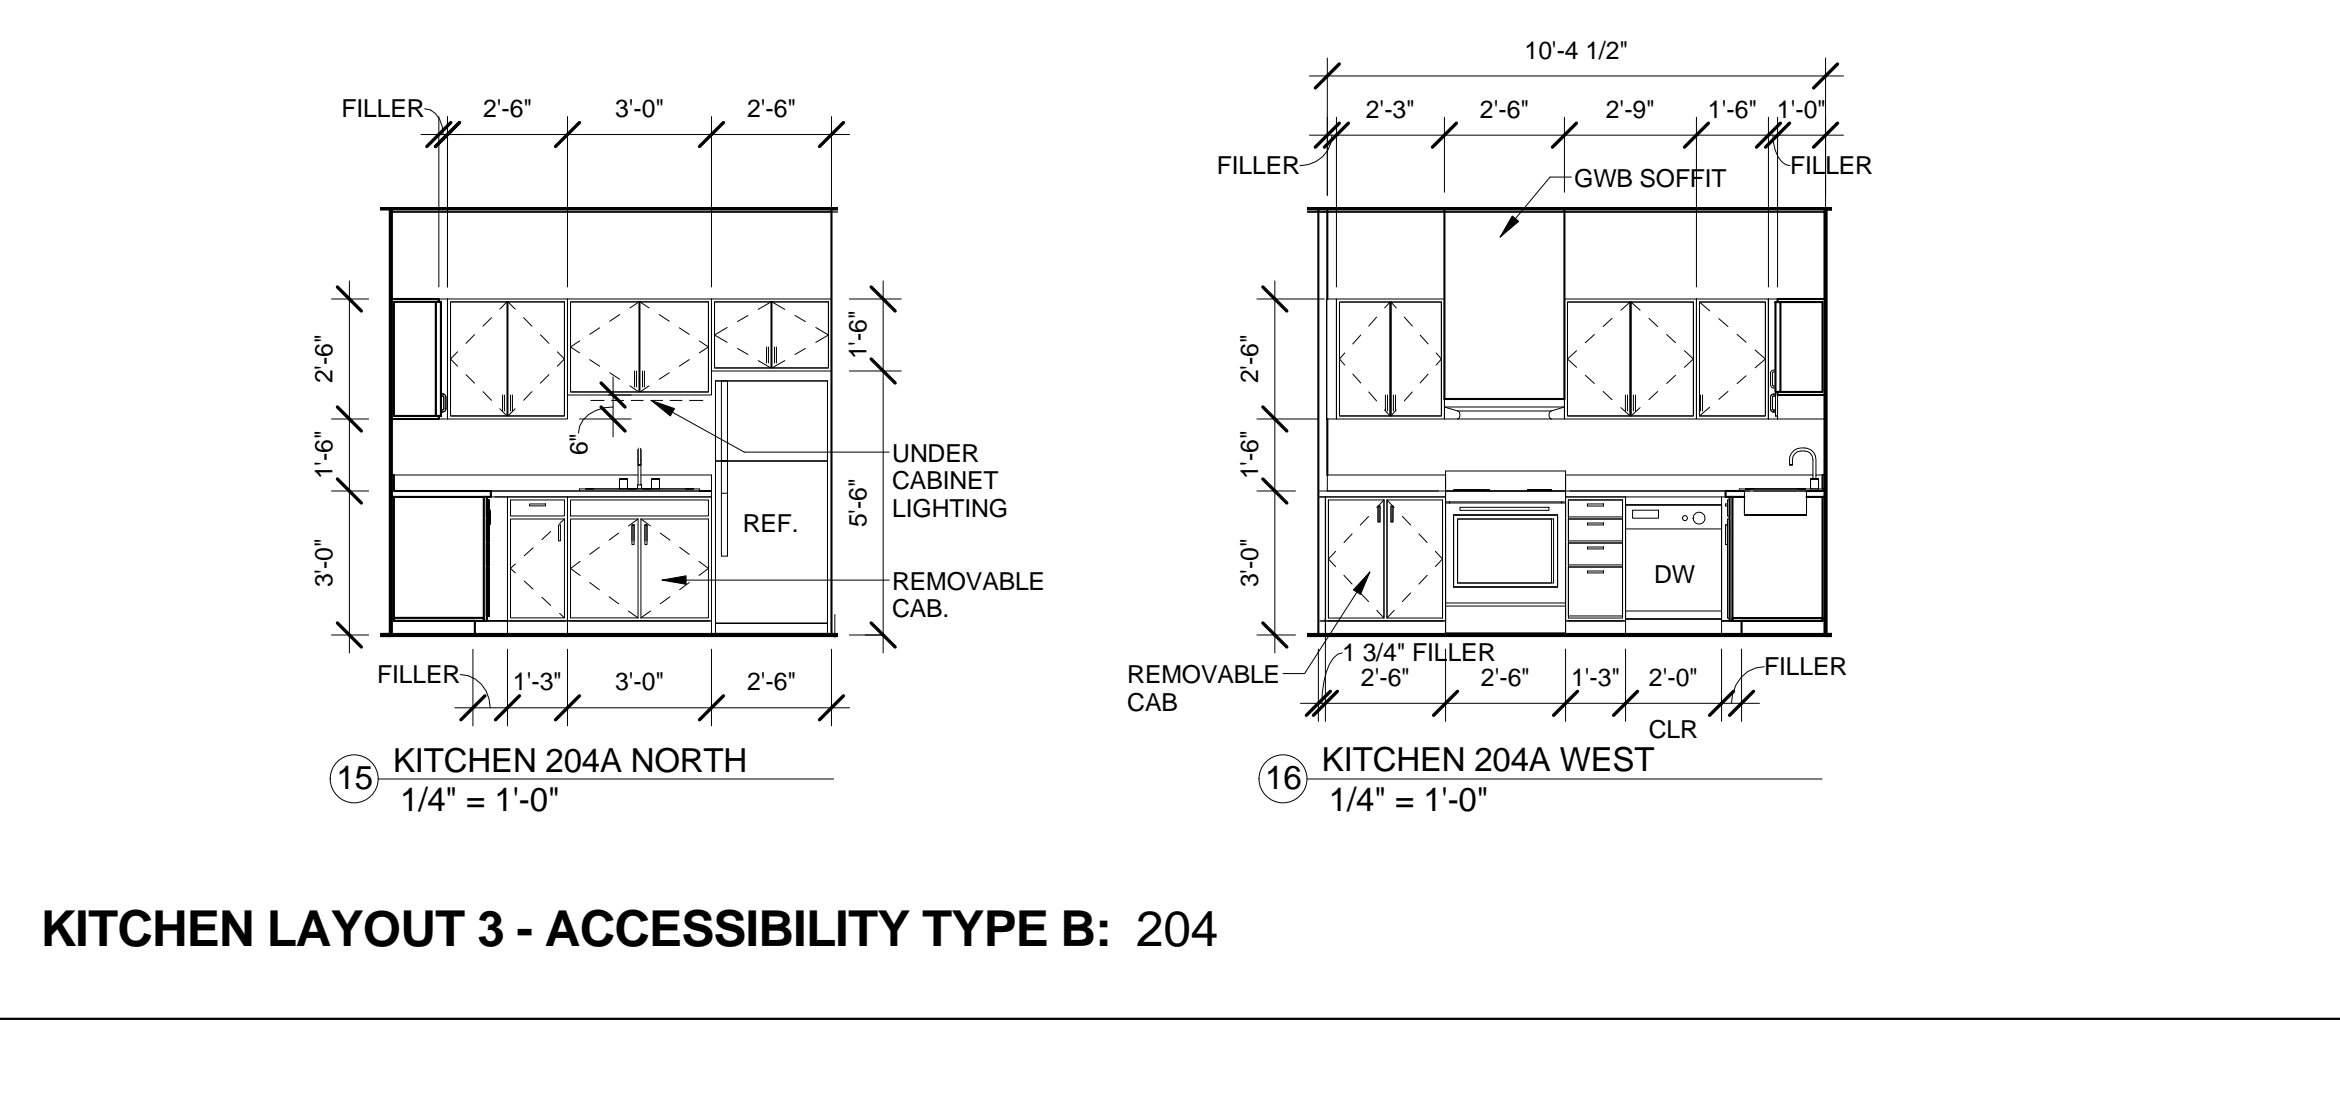 FILLER 2'-6" 3'-0" 2'-6"
2'-6"
1'-6"
3'-0"
1'-6"
5'-6"
6"
UNDER
CABINET
LIGHTING
REF.
REMOVABLE
CAB.
FILLER 1'-3" 3'-0" 2'-6"
15 KITCHEN 204A NORTH
1/4" = 1'-0"
10'-4 1/2"
2'-3" 2'-6" 2'-9" 1'-6" 1'-0"
FILLER FILLER
GWB SOFFIT
2'-6"
1'-6"
3'-0"
DW
1 3/4" FILLER
REMOVABLE
CAB
2'-6" 2'-6" 1'-3" 2'-0" FILLER
CLR
16 KITCHEN 204A WEST
1/4" = 1'-0"
KITCHEN LAYOUT 3 - ACCESSIBILITY TYPE B: 204